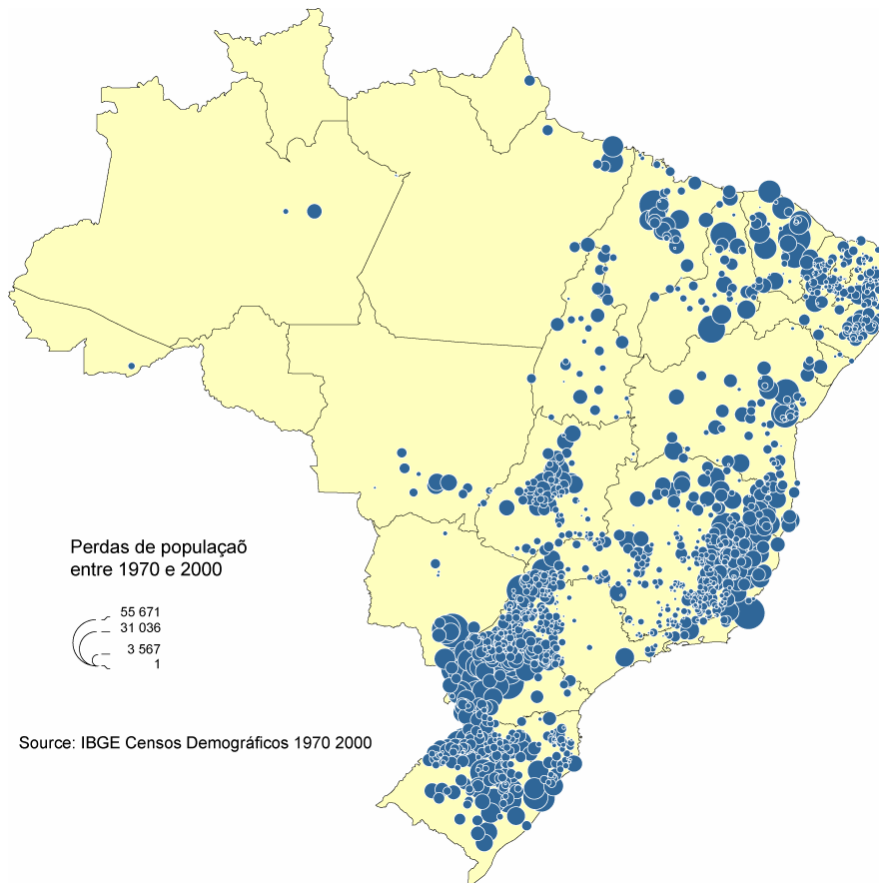 Perdas de populaçaõ
entre 1970 e 2000
55 671
31 036
3 567
1
Source: IBGE Censos Demográficos 1970 2000